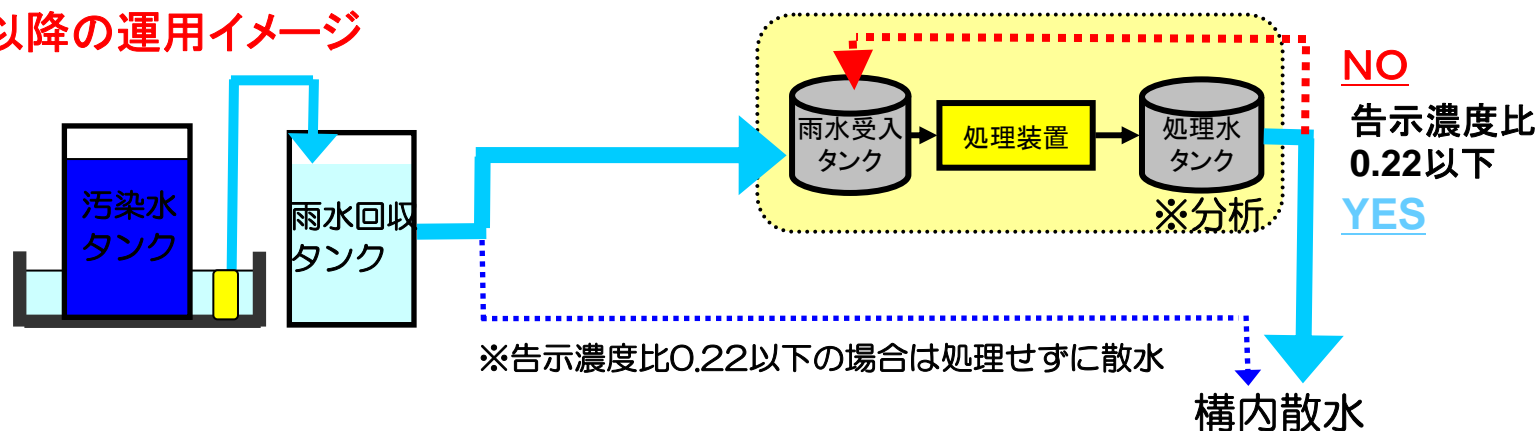 以降の運用イメージ
汚染水
タンク
雨水回収
タンク
雨水受入
タンク
処理装置
処理水
タンク
※分析
NO
告示濃度比
0.22以下
YES
※告示濃度比0.22以下の場合は処理せずに散水
構内散水